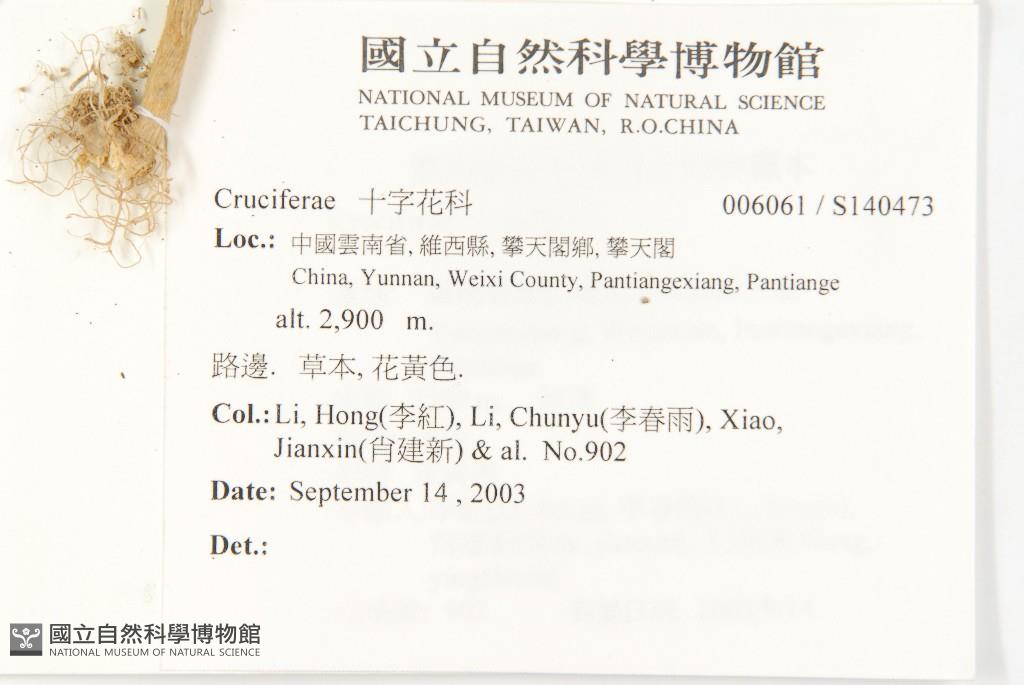 國立自然科學博物館
NATIONAL MUSEUM OF NATURAL SCIENCE
TAICHUNG, TAIWAN, R.O.CHINA
Cruciferae 十字花科 006061 / S140473
Loc.: 中國雲南省, 維西縣, 攀天閣鄉, 攀天閣
China, Yunnan, Weixi County, Pantiangexiang, Pantiange
alt. 2,900 m.
路邊. 草本, 花黃色.
Col.: Li, Hong(李紅), Li, Chunyu(李春雨), Xiao,
Jianxin(肖建新) & al. No.902
Date: September 14 , 2003
Det.:
國立自然科學博物館
NATIONAL MUSEUM OF NATURAL SCIENCE